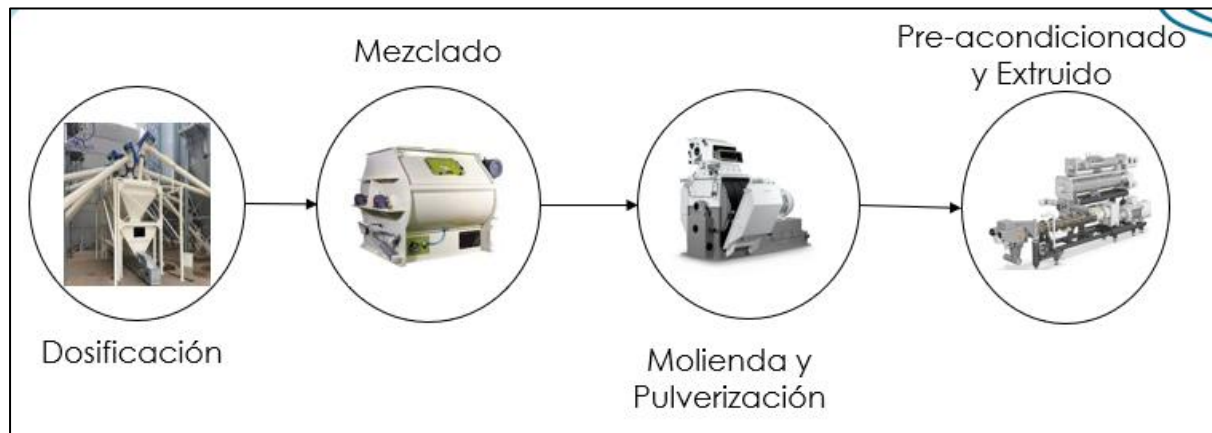 Mezclado
Pre-acondicionado
y Extruido
Dosificación
Molienda y
Pulverización